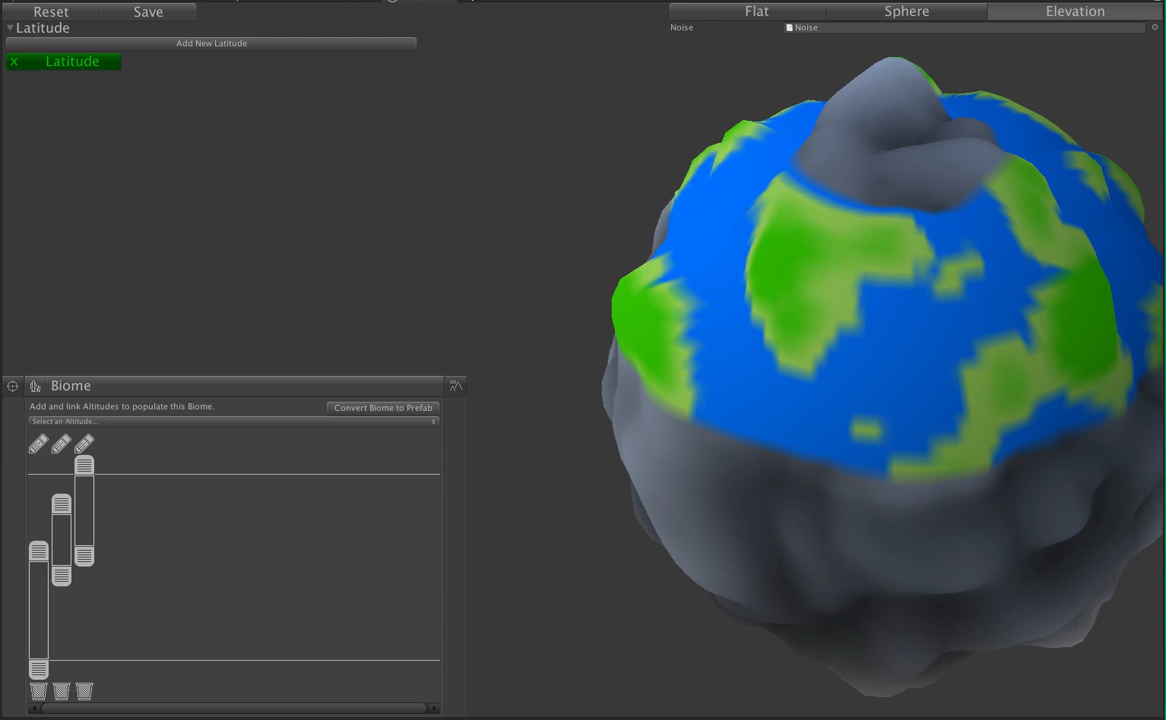 Reset Save Flat Sphere Elevation
Latitude Noise Noise
Add New Latitude
X Latitude
Biome
Add and link Altitudes to populate this Biome. Convert Biome to Prefab
Select an Altitude...